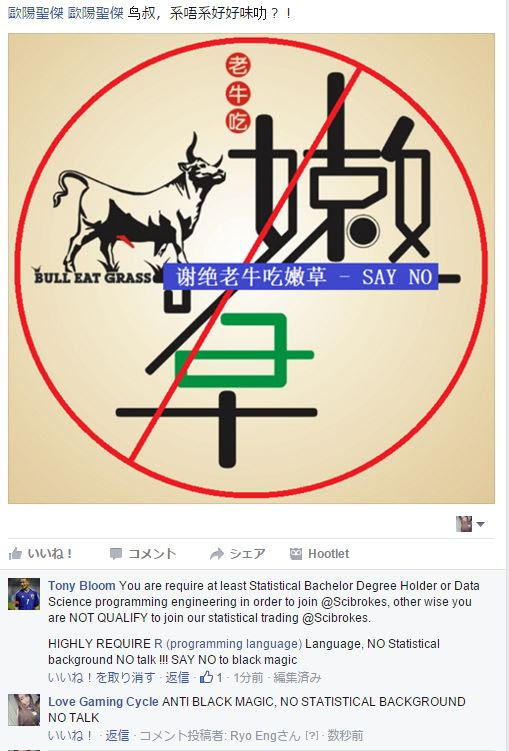 歐陽聖傑 歐陽聖傑 鸟叔，系唔系好好味叻？！
老
牛
吃
嫩
BULL EAT GRASS
谢绝老牛吃嫩草 - SAY NO
草
いいね！ コメント シェア Hootlet
Tony Bloom You are require at least Statistical Bachelor Degree Holder or Data
Science programming engineering in order to join @Scibrokes, other wise you
are NOT QUALIFY to join our statistical trading @Scibrokes.
HIGHLY REQUIRE R (programming language) Language, NO Statistical
background NO talk !!! SAY NO to black magic
いいね！を取り消す · 返信 · 1 · 1分前 · 編集済み
Love Gaming Cycle ANTI BLACK MAGIC, NO STATISTICAL BACKGROUND
NO TALK
いいね！ · 返信 · コメント投稿者: Ryo Engさん [?] · 数秒前